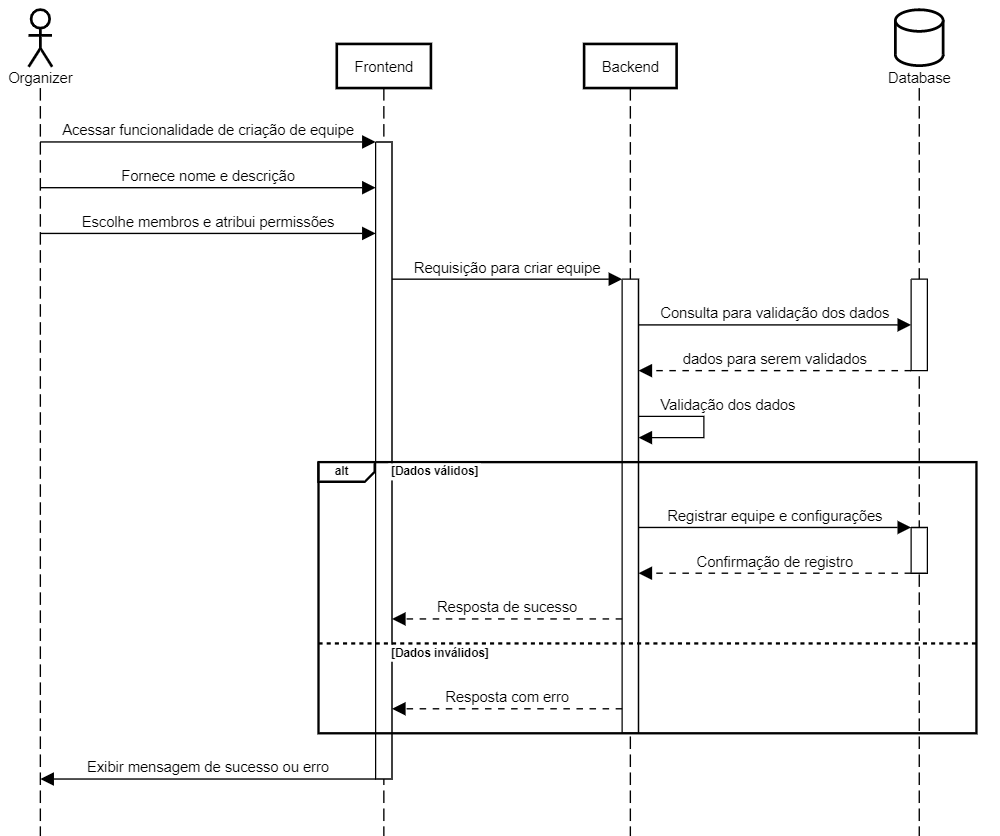 Organizer
Frontend
Backend
Database
Acessar funcionalidade de criação de equipe
Fornece nome e descrição
Escolhe membros e atribui permissões
Requisição para criar equipe
Consulta para validação dos dados
dados para serem validados
Validação dos dados
alt
[Dados válidos]
Registrar equipe e configurações
Confirmação de registro
Resposta de sucesso
[Dados inválidos]
Resposta com erro
Exibir mensagem de sucesso ou erro